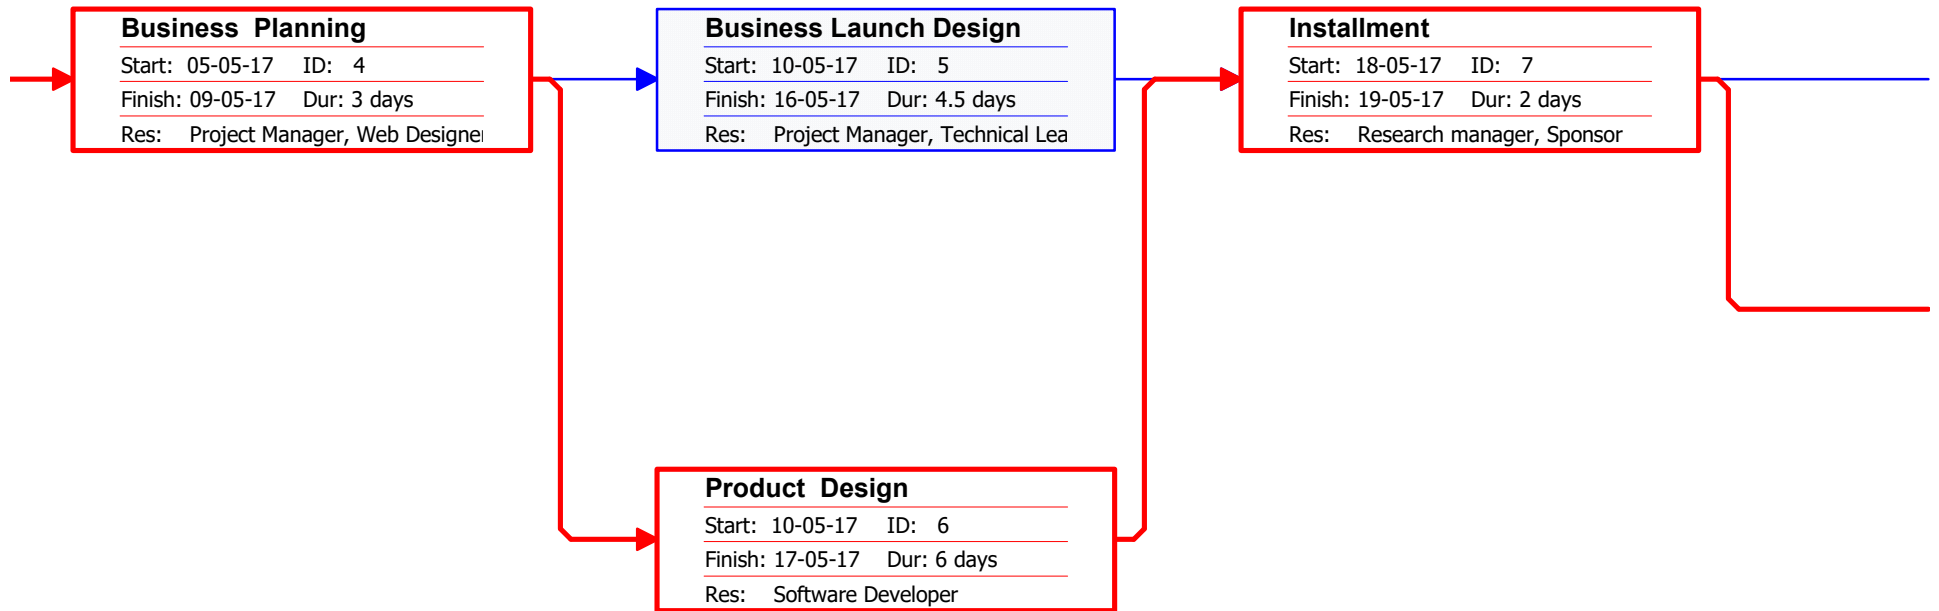 Business Planning
Start: 05-05-17 ID: 4
Finish: 09-05-17 Dur: 3 days
Res: Project Manager, Web Designer
Business Launch Design
Start: 10-05-17 ID: 5
Finish: 16-05-17 Dur: 4.5 days
Res: Project Manager, Technical Lea
Installment
Start: 18-05-17 ID: 7
Finish: 19-05-17 Dur: 2 days
Res: Research manager, Sponsor
Product Design
Start: 10-05-17 ID: 6
Finish: 17-05-17 Dur: 6 days
Res: Software Developer